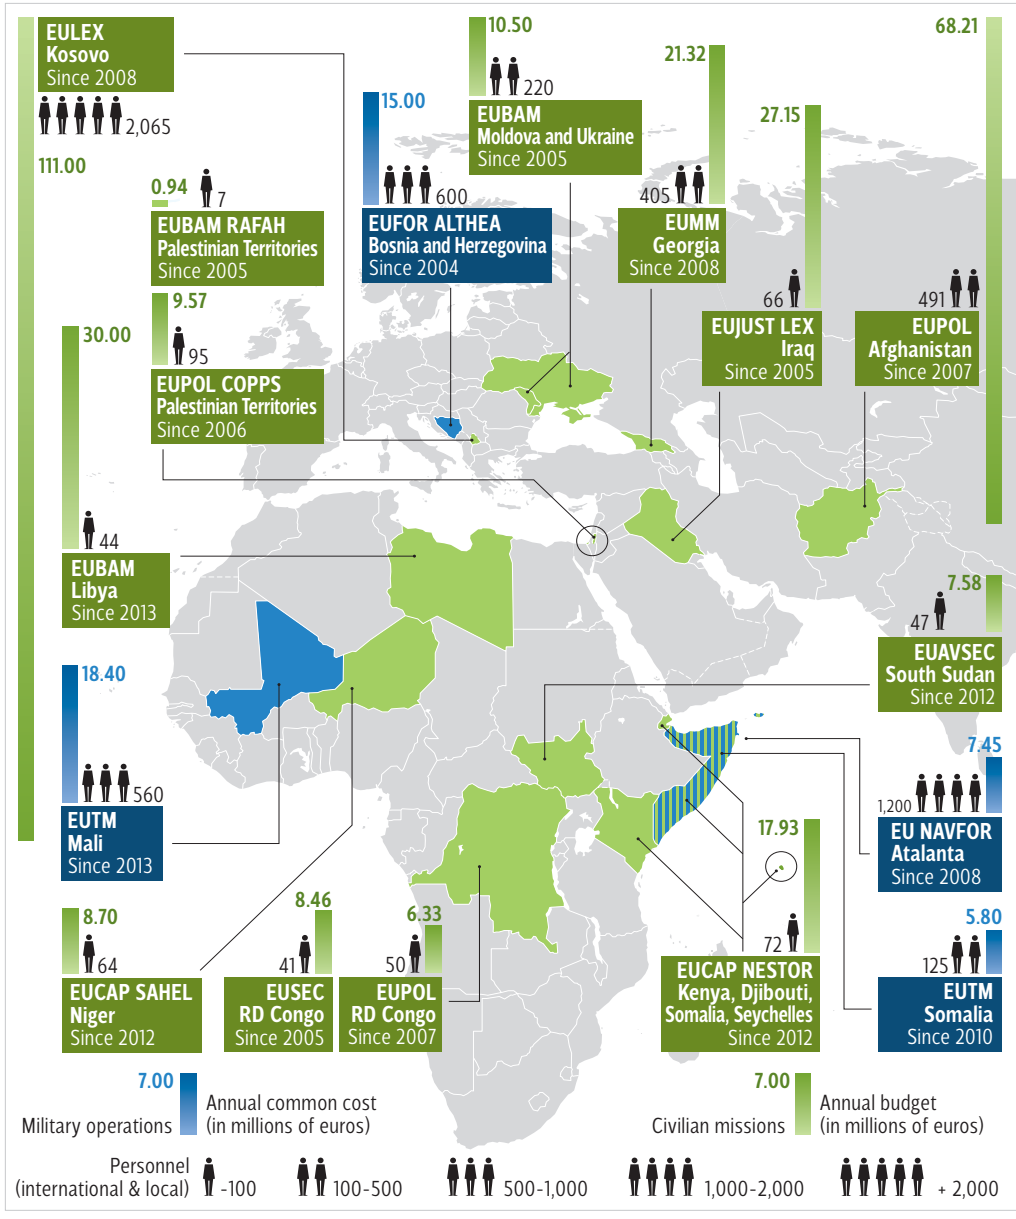 EULEX
Kosovo
Since 2008
2,065
111.00
0.94
7
EUBAM RAFAH
Palestinian Territories
Since 2005
9.57
95
EUPOL COPPS
Palestinian Territories
Since 2006
30.00
44
EUBAM
Libya
Since 2013
15.00
600
EUFOR ALTHEA
Bosnia and Herzegovina
Since 2004
10.50
220
EUBAM
Moldova and Ukraine
Since 2005
21.32
405
EUMM
Georgia
Since 2008
27.15
66
EUJUST LEX
Iraq
Since 2005
68.21
491
EUPOL
Afghanistan
Since 2007
7.58
47
EUAVSEC
South Sudan
Since 2012
18.40
560
EUTM
Mali
Since 2013
7.45
1,200
EU NAVFOR
Atalanta
Since 2008
8.70
64
EUCAP SAHEL
Niger
Since 2012
8.46
41
EUSEC
RD Congo
Since 2005
6.33
50
EUPOL
RD Congo
Since 2007
17.93
72
EUCAP NESTOR
Kenya, Djibouti,
Somalia, Seychelles
Since 2012
5.80
125
EUTM
Somalia
Since 2010
7.00
Military operations
Annual common cost
(in millions of euros)
7.00
Civilian missions
Annual budget
(in millions of euros)
Personnel
(international & local)
-100
100-500
500-1,000
1,000-2,000
+ 2,000